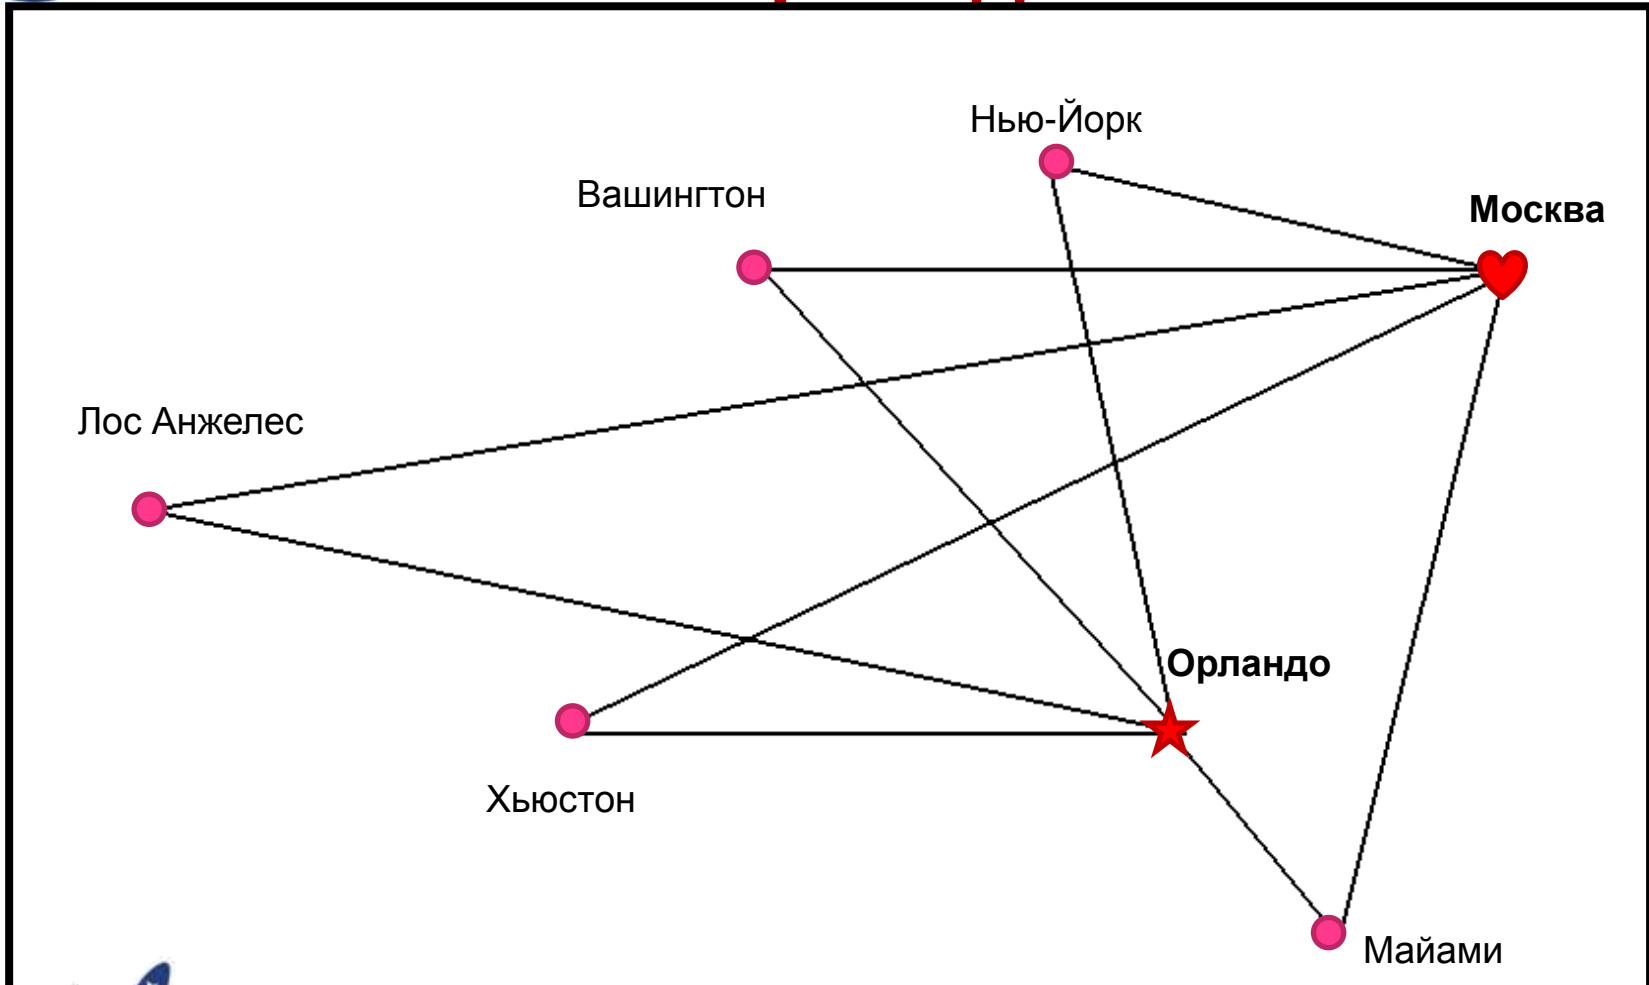 Нью-Йорк
Вашингтон
Москва
Лос Анжелес
Орландо
Хьюстон
Майами